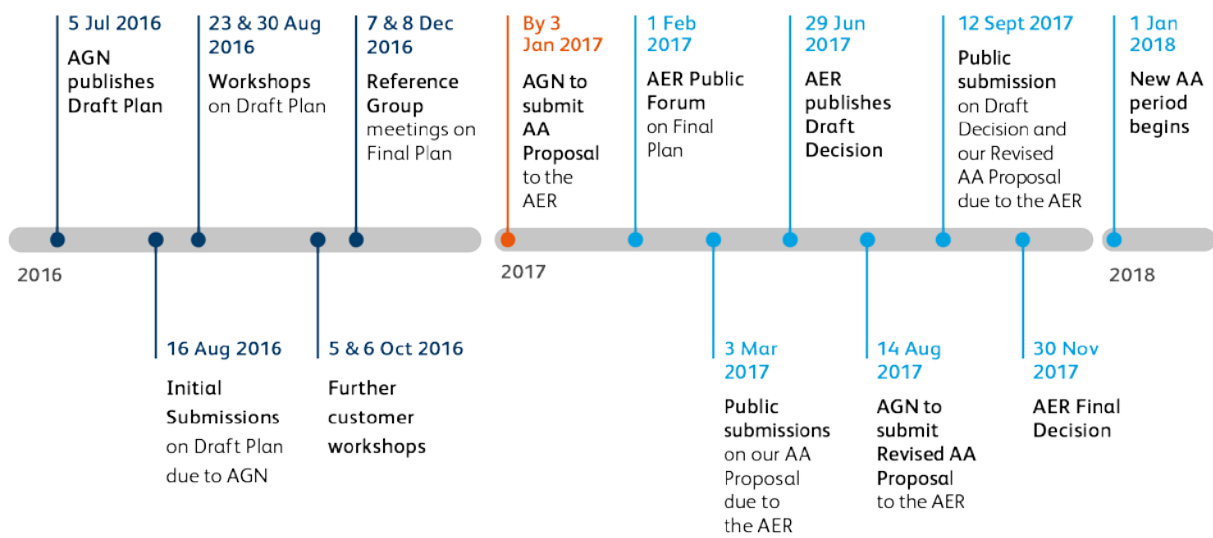 5 Jul 2016
AGN
publishes
Draft Plan
23 & 30 Aug
2016
Workshops
on Draft Plan
7 & 8 Dec
2016
Reference
Group
meetings on
Final Plan
By 3
Jan 2017
AGN to
submit
AA
Proposal
to the
AER
1 Feb
2017
AER Public
Forum
on Final
Plan
29 Jun
2017
AER
publishes
Draft
Decision
12 Sept 2017
Public
submission
on Draft
Decision and
our Revised
AA Proposal
due to the AER
1 Jan
2018
New AA
period
begins
2016
2017
2018
16 Aug 2016
Initial
Submissions
on Draft Plan
due to AGN
5 & 6 Oct 2016
Further
customer
workshops
3 Mar
2017
Public
submissions
on our AA
Proposal
due to
the AER
14 Aug
2017
AGN to
submit
Revised AA
Proposal
to the AER
30 Nov
2017
AER Final
Decision